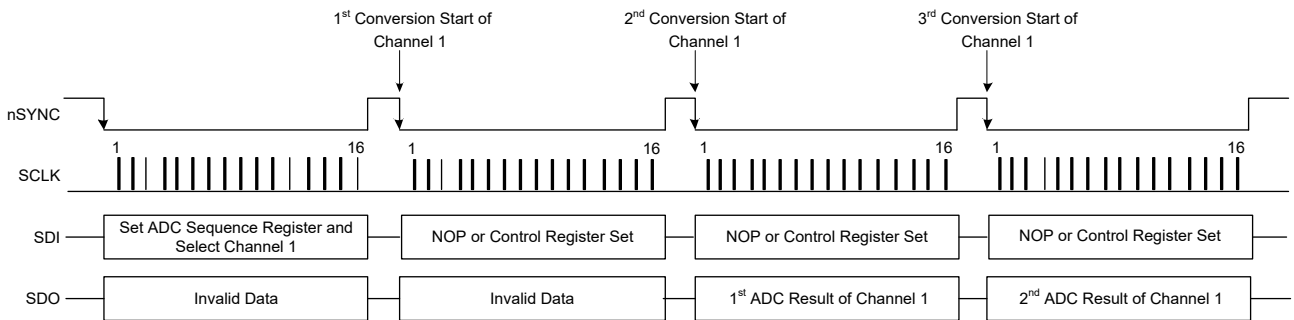 1st Conversion Start of Channel 1
2nd Conversion Start of Channel 1
3rd Conversion Start of Channel 1
nSYNC
1 16 1 16 1 16 1 16
SCLK
SDI
Set ADC Sequence Register and Select Channel 1
NOP or Control Register Set
NOP or Control Register Set
NOP or Control Register Set
SDO
Invalid Data
Invalid Data
1st ADC Result of Channel 1
2nd ADC Result of Channel 1